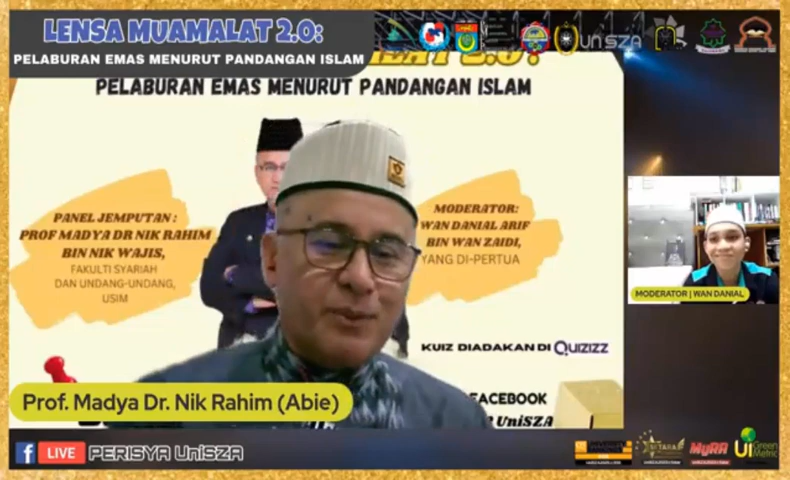 LENSA MUAMALAT 2.0:
PELABURAN EMAS MENURUT PANDANGAN ISLAM
UniSZA
PELABURAN EMAS MENURUT PANDANGAN ISLAM
PANEL JEMPUTAN :
PROF MADYA DR NIK RAHIM
BIN NIK WAJIS,
FAKULTI SYARIAH
DAN UNDANG-UNDANG,
USIM
MODERATOR:
WAN DANIAL ARIF
BIN WAN ZAIDI,
YANG DI-PERTUA
MODERATOR | WAN DANIAL
KUIZ DIADAKAN DI QUIZIZZ
FACEBOOK
UniSZA
Prof. Madya Dr. Nik Rahim (Abie)
f LIVE PERISYA UniSZA
MyRA
UI Green Metric